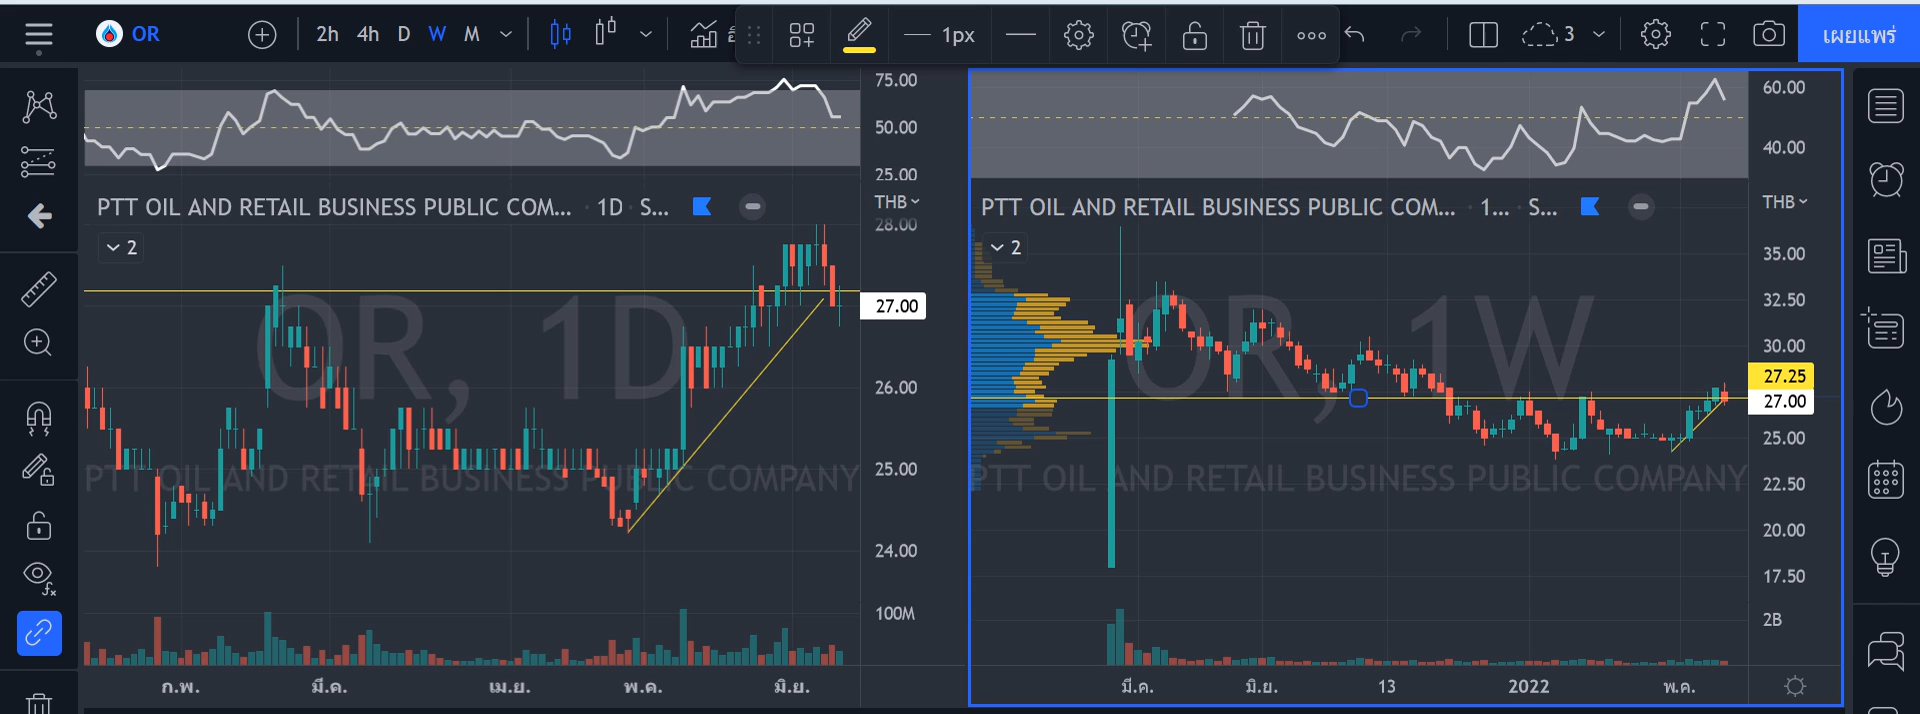 OR
2h 4h D W M
1px
3
เผยแพร่
75.00
50.00
25.00
PTT OIL AND RETAIL BUSINESS PUBLIC COM... · 1D · S...
THB
28.00
2
27.00
26.00
25.00
24.00
100M
OR, 1D
PTT OIL AND RETAIL BUSINESS PUBLIC COMPANY
ก.พ. มี.ค. เม.ย. พ.ค. มิ.ย.
60.00
40.00
PTT OIL AND RETAIL BUSINESS PUBLIC COM... · 1... · S...
THB
2
35.00
32.50
30.00
27.25
27.00
25.00
22.50
20.00
17.50
2B
OR, 1W
PTT OIL AND RETAIL BUSINESS PUBLIC COMPANY
มี.ค. มิ.ย. 13 2022 พ.ค.